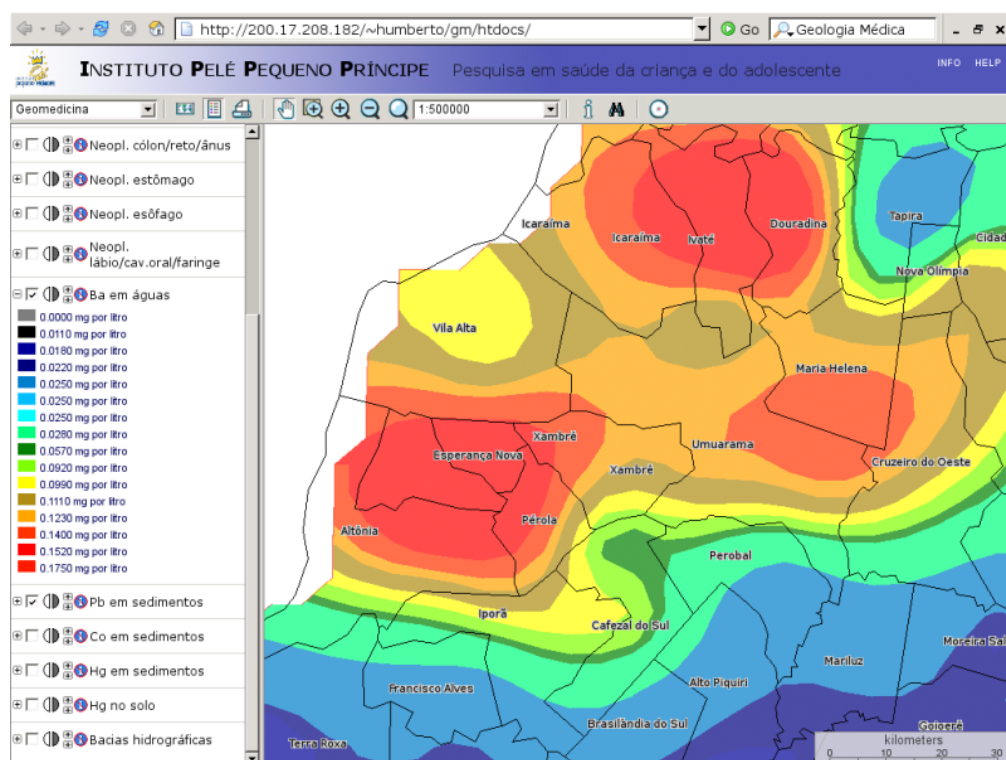 http://200.17.208.182/~humberto/gm/htdocs/
Go
Geologia Médica
INSTITUTO PELÉ PEQUENO PRÍNCIPE
Pesquisa em saúde da criança e do adolescente
INFO HELP
Geomedicina
1:500000
Neopl. cólon/reto/ânus
Neopl. estômago
Neopl. esôfago
Neopl.
lábio/cav.oral/faringe
Ba em águas
0.0000 mg por litro
0.0110 mg por litro
0.0180 mg por litro
0.0220 mg por litro
0.0250 mg por litro
0.0250 mg por litro
0.0250 mg por litro
0.0280 mg por litro
0.0570 mg por litro
0.0920 mg por litro
0.0990 mg por litro
0.1110 mg por litro
0.1230 mg por litro
0.1400 mg por litro
0.1520 mg por litro
0.1750 mg por litro
Pb em sedimentos
Co em sedimentos
Hg em sedimentos
Hg no solo
Bacias hidrográficas
Icaraíma
Icaraíma
Ivaté
Douradina
Tapira
Cidad
Nova Olímpia
Vila Alta
Maria Helena
Xambrê
Esperança Nova
Umuarama
Xambrê
Cruzeiro do Oeste
Altônia
Pérola
Perobal
Iporã
Cafezal do Sul
Moreira Sal
Mariluz
Francisco Alves
Alto Piquiri
Brasilândia do Sul
Goioerê
Terra Roxa
kilometers
0 10 20 30